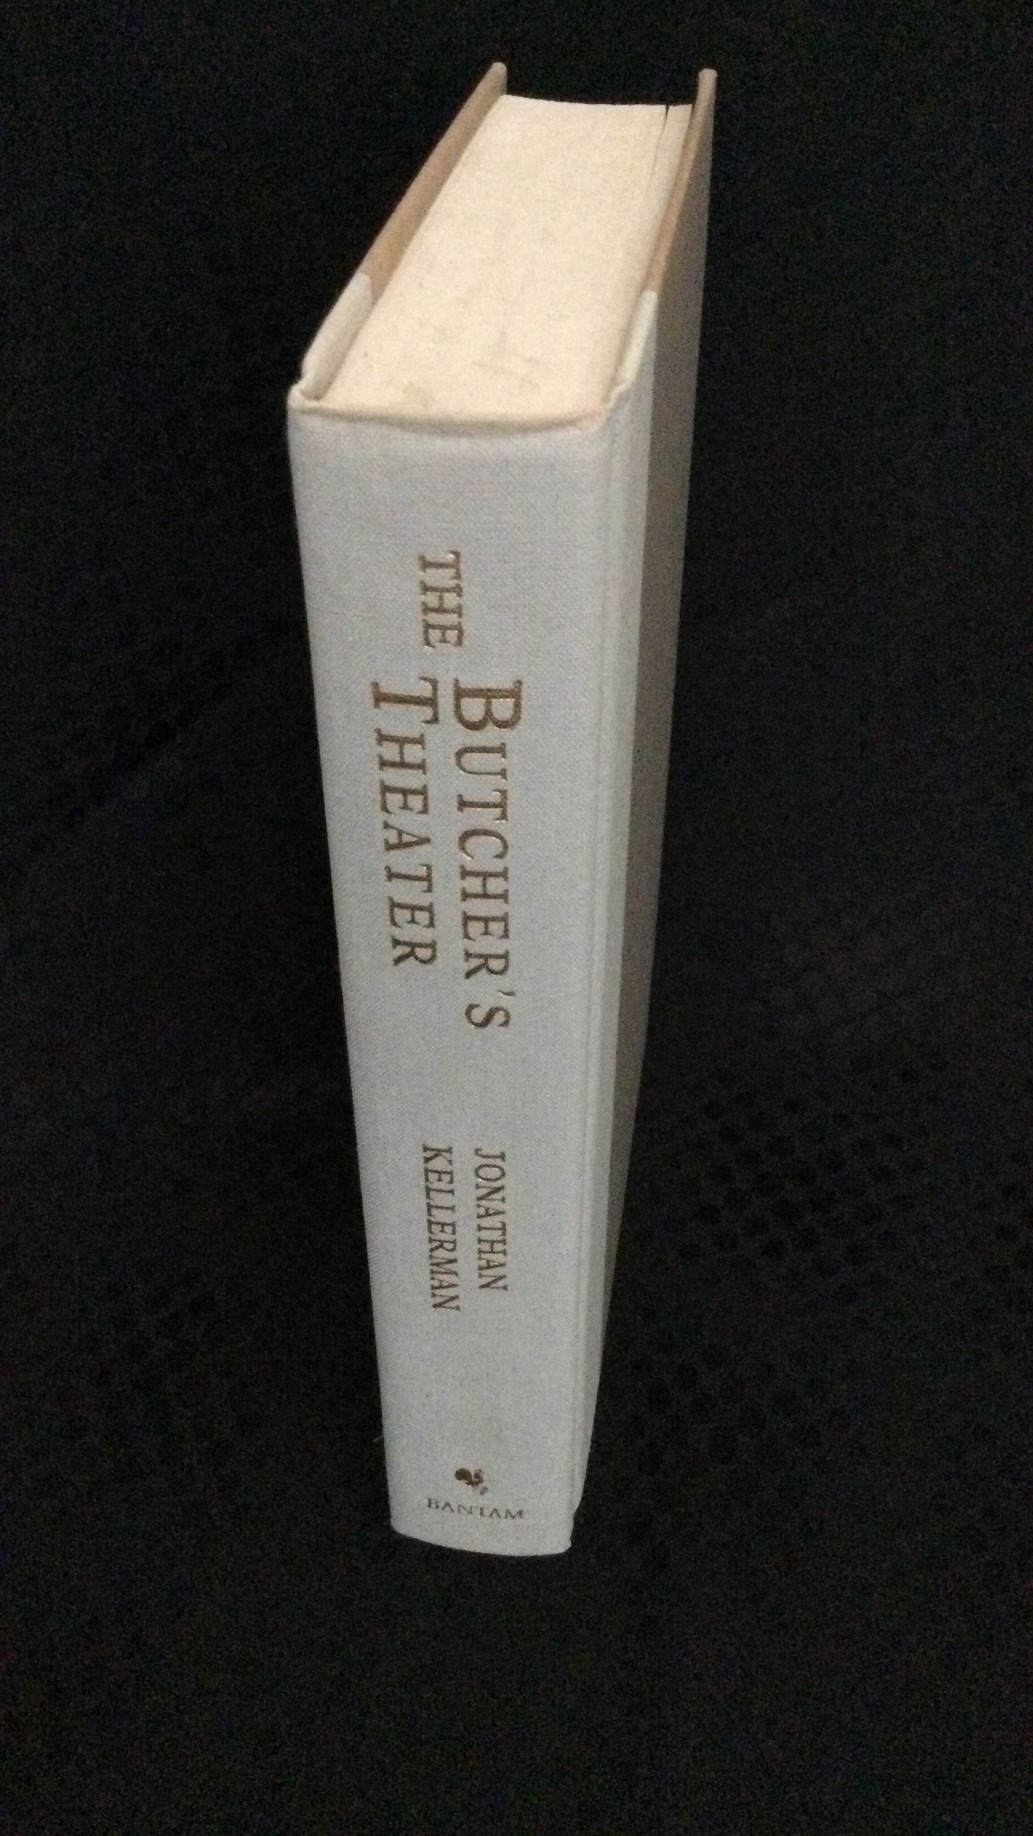 THE BUTCHER'S
THEATER
JONATHAN
KELLERMAN
BANTAM